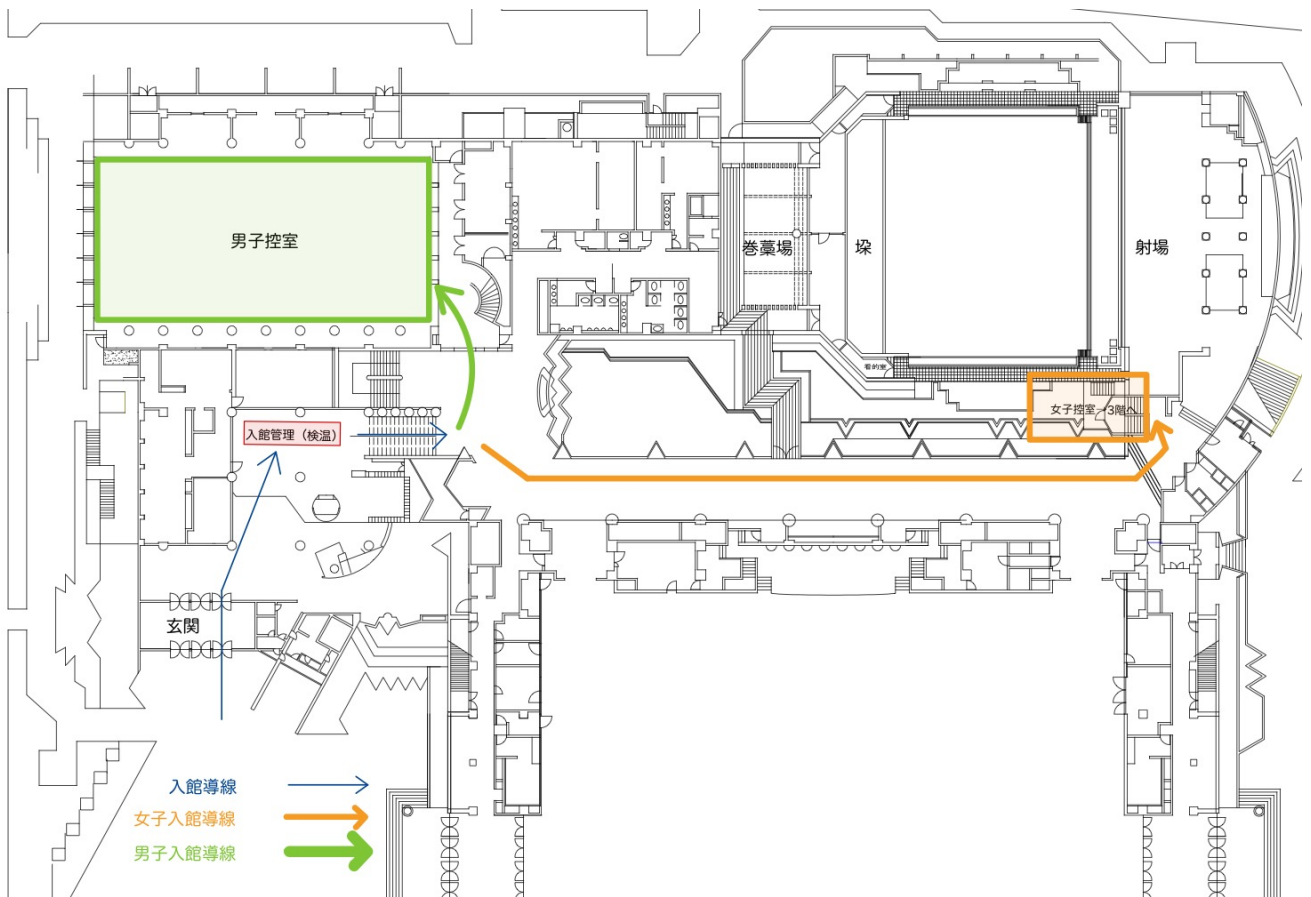 男子控室
巻藁場
垜
射場
看的室
女子控室→3階へ
入館管理（検温）
玄関
入館導線
女子入館導線
男子入館導線